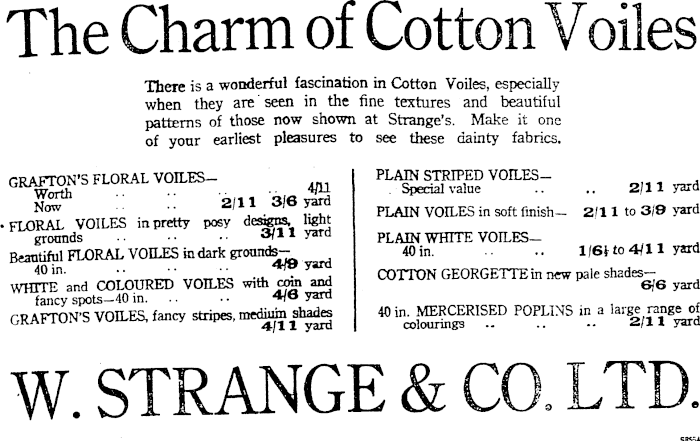 The Charm of Cotton Voiles
There is a wonderful fascination in Cotton Voiles, especially
when they are seen in the fine textures and beautiful
patterns of those now shown at Strange's. Make it one
of your earliest pleasures to see these dainty fabrics.
GRAFTON'S FLORAL VOILES—
Worth .. .. .. 4/11
Now .. .. 2/11 3/6 yard
FLORAL VOILES in pretty posy designs, light
grounds .. .. .. 3/11 yard
Beautiful FLORAL VOILES in dark grounds—
40 in. .. .. .. 4/9 yard
WHITE and COLOURED VOILES with coin and
fancy spots—40 in. .. .. 4/6 yard
GRAFTON'S VOILES, fancy stripes, medium shades
4/11 yard
PLAIN STRIPED VOILES—
Special value .. .. 2/11 yard
PLAIN VOILES in soft finish— 2/11 to 3/9 yard
PLAIN WHITE VOILES—
40 in. .. .. 1/6½ to 4/11 yard
COTTON GEORGETTE in new pale shades—
6/6 yard
40 in. MERCERISED POPLINS in a large range of
colourings .. .. .. 2/11 yard
W. STRANGE & CO. LTD.